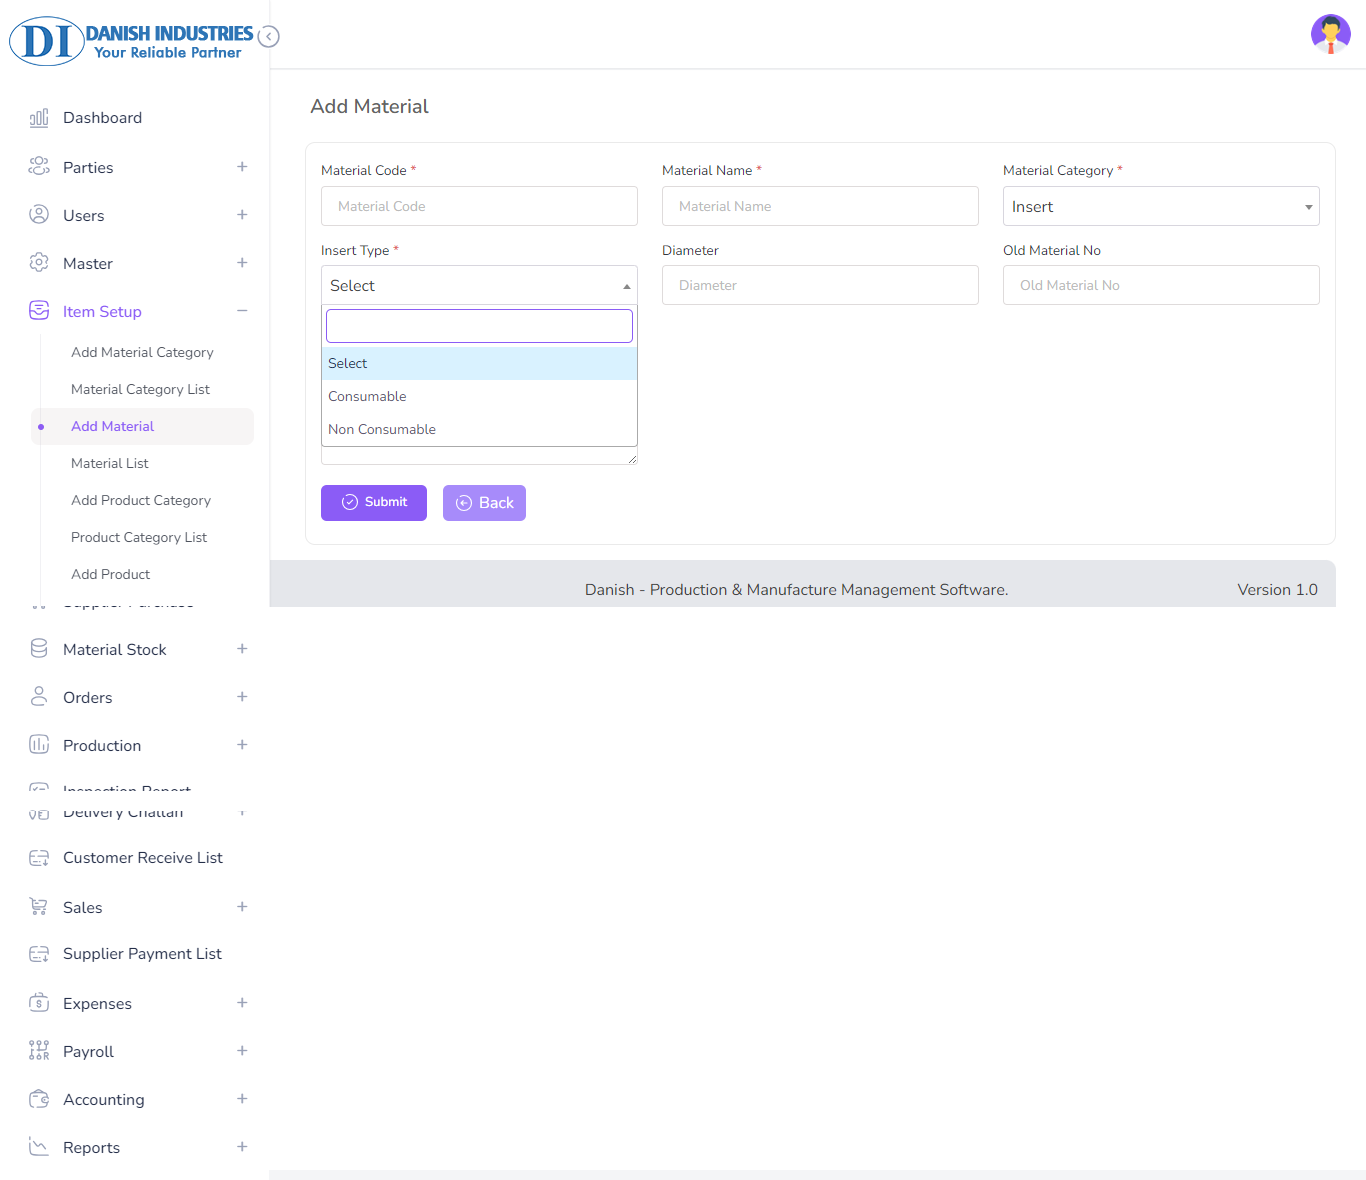 DI DANISH INDUSTRIES
Your Reliable Partner
Dashboard
Parties
Users
Master
Item Setup
Add Material Category
Material Category List
Add Material
Material List
Add Product Category
Product Category List
Add Product
Supplier Purchase
Material Stock
Orders
Production
Inspection Report
Delivery Challan
Customer Receive List
Sales
Supplier Payment List
Expenses
Payroll
Accounting
Reports
Add Material
Material Code * Material Name * Material Category *
Material Code Material Name Insert
Insert Type * Diameter Old Material No
Select Diameter Old Material No
Select
Consumable
Non Consumable
Submit Back
Danish - Production & Manufacture Management Software. Version 1.0